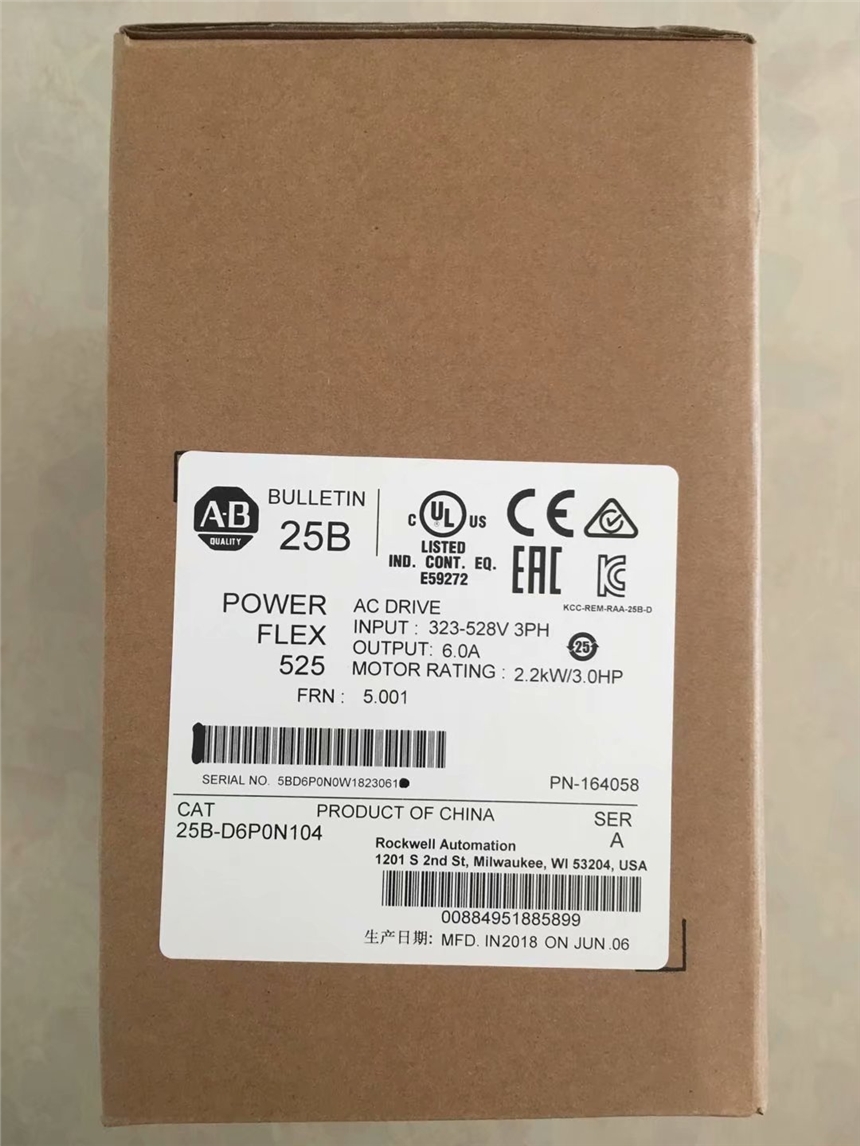 A-B
QUALITY
BULLETIN
25B
C UL US
®
LISTED
IND. CONT. EQ.
E59272
CE
EAC
KCC-REM-RAA-25B-D
POWER
FLEX
525
AC DRIVE
INPUT : 323-528V 3PH
OUTPUT: 6.0A
MOTOR RATING : 2.2kW/3.0HP
25
FRN : 5.001
SERIAL NO. 5BD6P0N0W1823061
PN-164058
CAT
25B-D6P0N104
PRODUCT OF CHINA
SER
A
Rockwell Automation
1201 S 2nd St, Milwaukee, WI 53204, USA
00884951885899
生产日期: MFD. IN2018 ON JUN .06